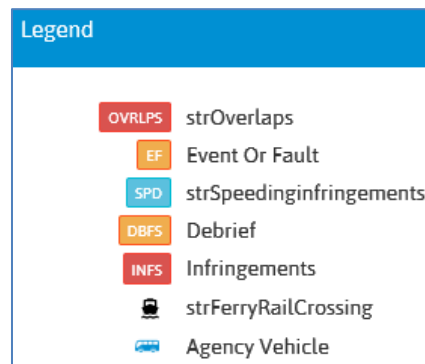 Legend
OVRLPS strOverlaps
EF Event Or Fault
SPD strSpeedinginfringements
DBFS Debrief
INFS Infringements
strFerryRailCrossing
Agency Vehicle